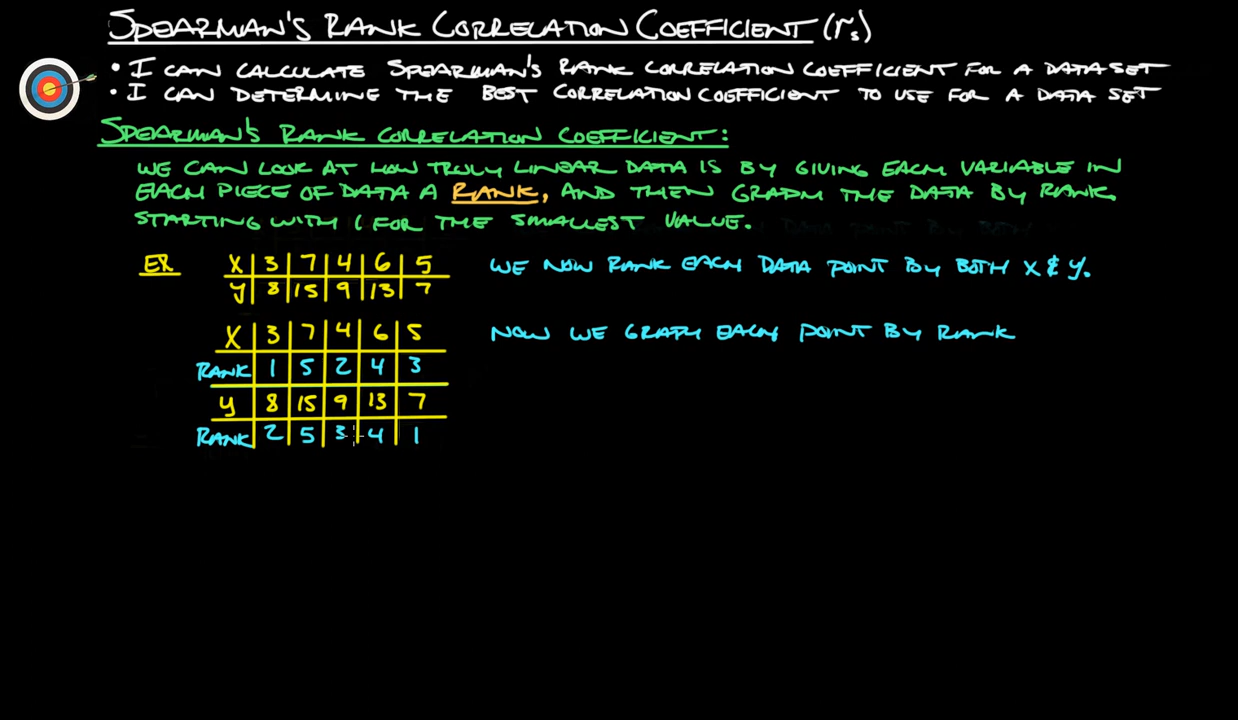 SPEARMAN'S RANK CORRELATION COEFFICIENT (rs)
• I CAN CALCULATE SPEARMAN'S RANK CORRELATION COEFFICIENT FOR A DATA SET
• I CAN DETERMINE THE BEST CORRELATION COEFFICIENT TO USE FOR A DATA SET
SPEARMAN'S RANK CORRELATION COEFFICIENT:
WE CAN LOOK AT HOW TRULY LINEAR DATA IS BY GIVING EACH VARIABLE IN
EACH PIECE OF DATA A RANK, AND THEN GRAPH THE DATA BY RANK
STARTING WITH 1 FOR THE SMALLEST VALUE.
EX X 3 7 4 6 5 WE NOW RANK EACH DATA POINT BY BOTH X & Y.
Y 8 15 9 13 7
X 3 7 4 6 5 NOW WE GRAPH EACH POINT BY RANK
RANK 1 5 2 4 3
Y 8 15 9 13 7
RANK 2 5 3 4 1